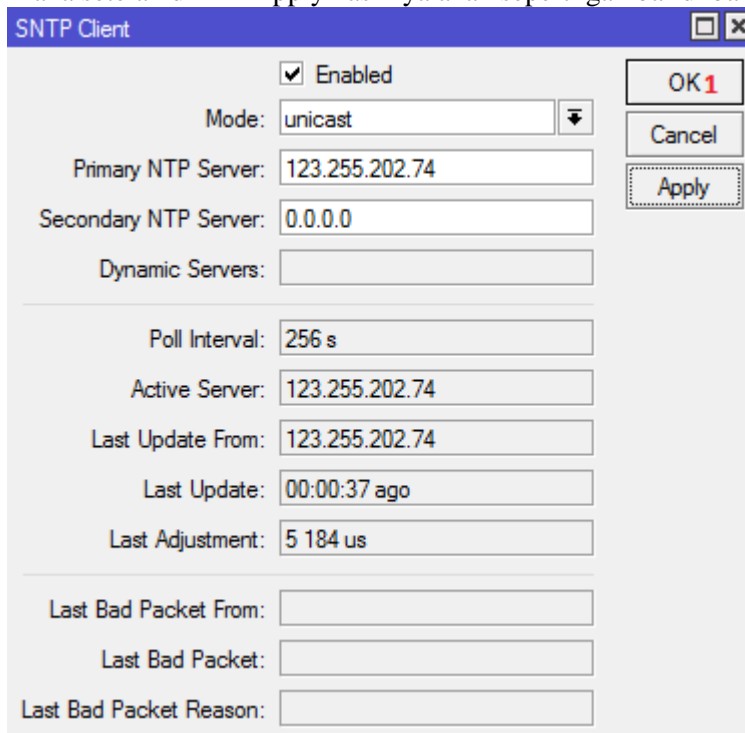 SNTP Client
Enabled
OK1
Mode: unicast
Cancel
Primary NTP Server: 123.255.202.74
Apply
Secondary NTP Server: 0.0.0.0
Dynamic Servers:
Poll Interval: 256 s
Active Server: 123.255.202.74
Last Update From: 123.255.202.74
Last Update: 00:00:37 ago
Last Adjustment: 5 184 us
Last Bad Packet From:
Last Bad Packet:
Last Bad Packet Reason: